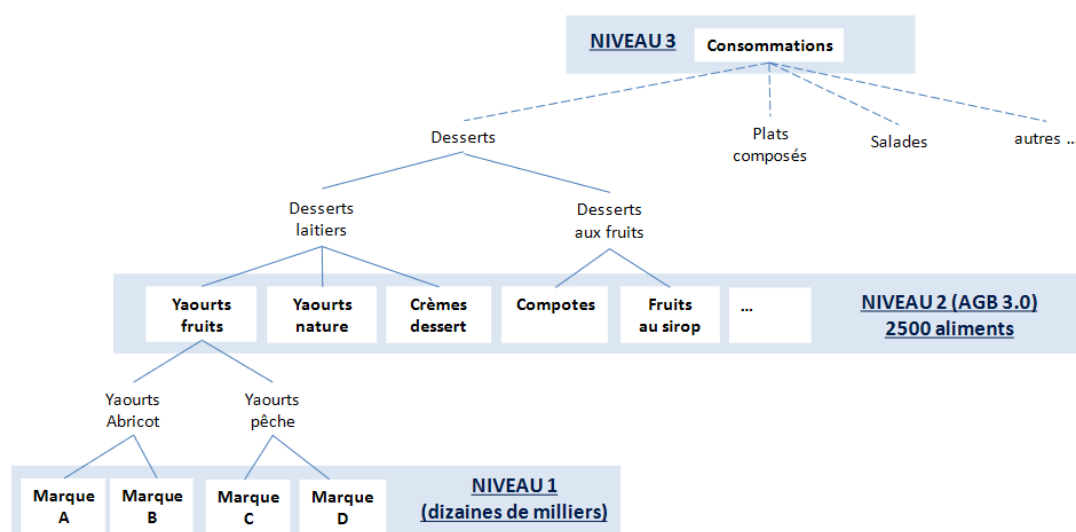 NIVEAU 3
Consommations
Desserts
Plats
composés
Salades
autres ...
Desserts
laitiers
Desserts
aux fruits
Yaourts
fruits
Yaourts
nature
Crèmes
dessert
Compotes
Fruits
au sirop
...
NIVEAU 2 (AGB 3.0)
2500 aliments
Yaourts
Abricot
Yaourts
pêche
Marque
A
Marque
B
Marque
C
Marque
D
NIVEAU 1
(dizaines de milliers)